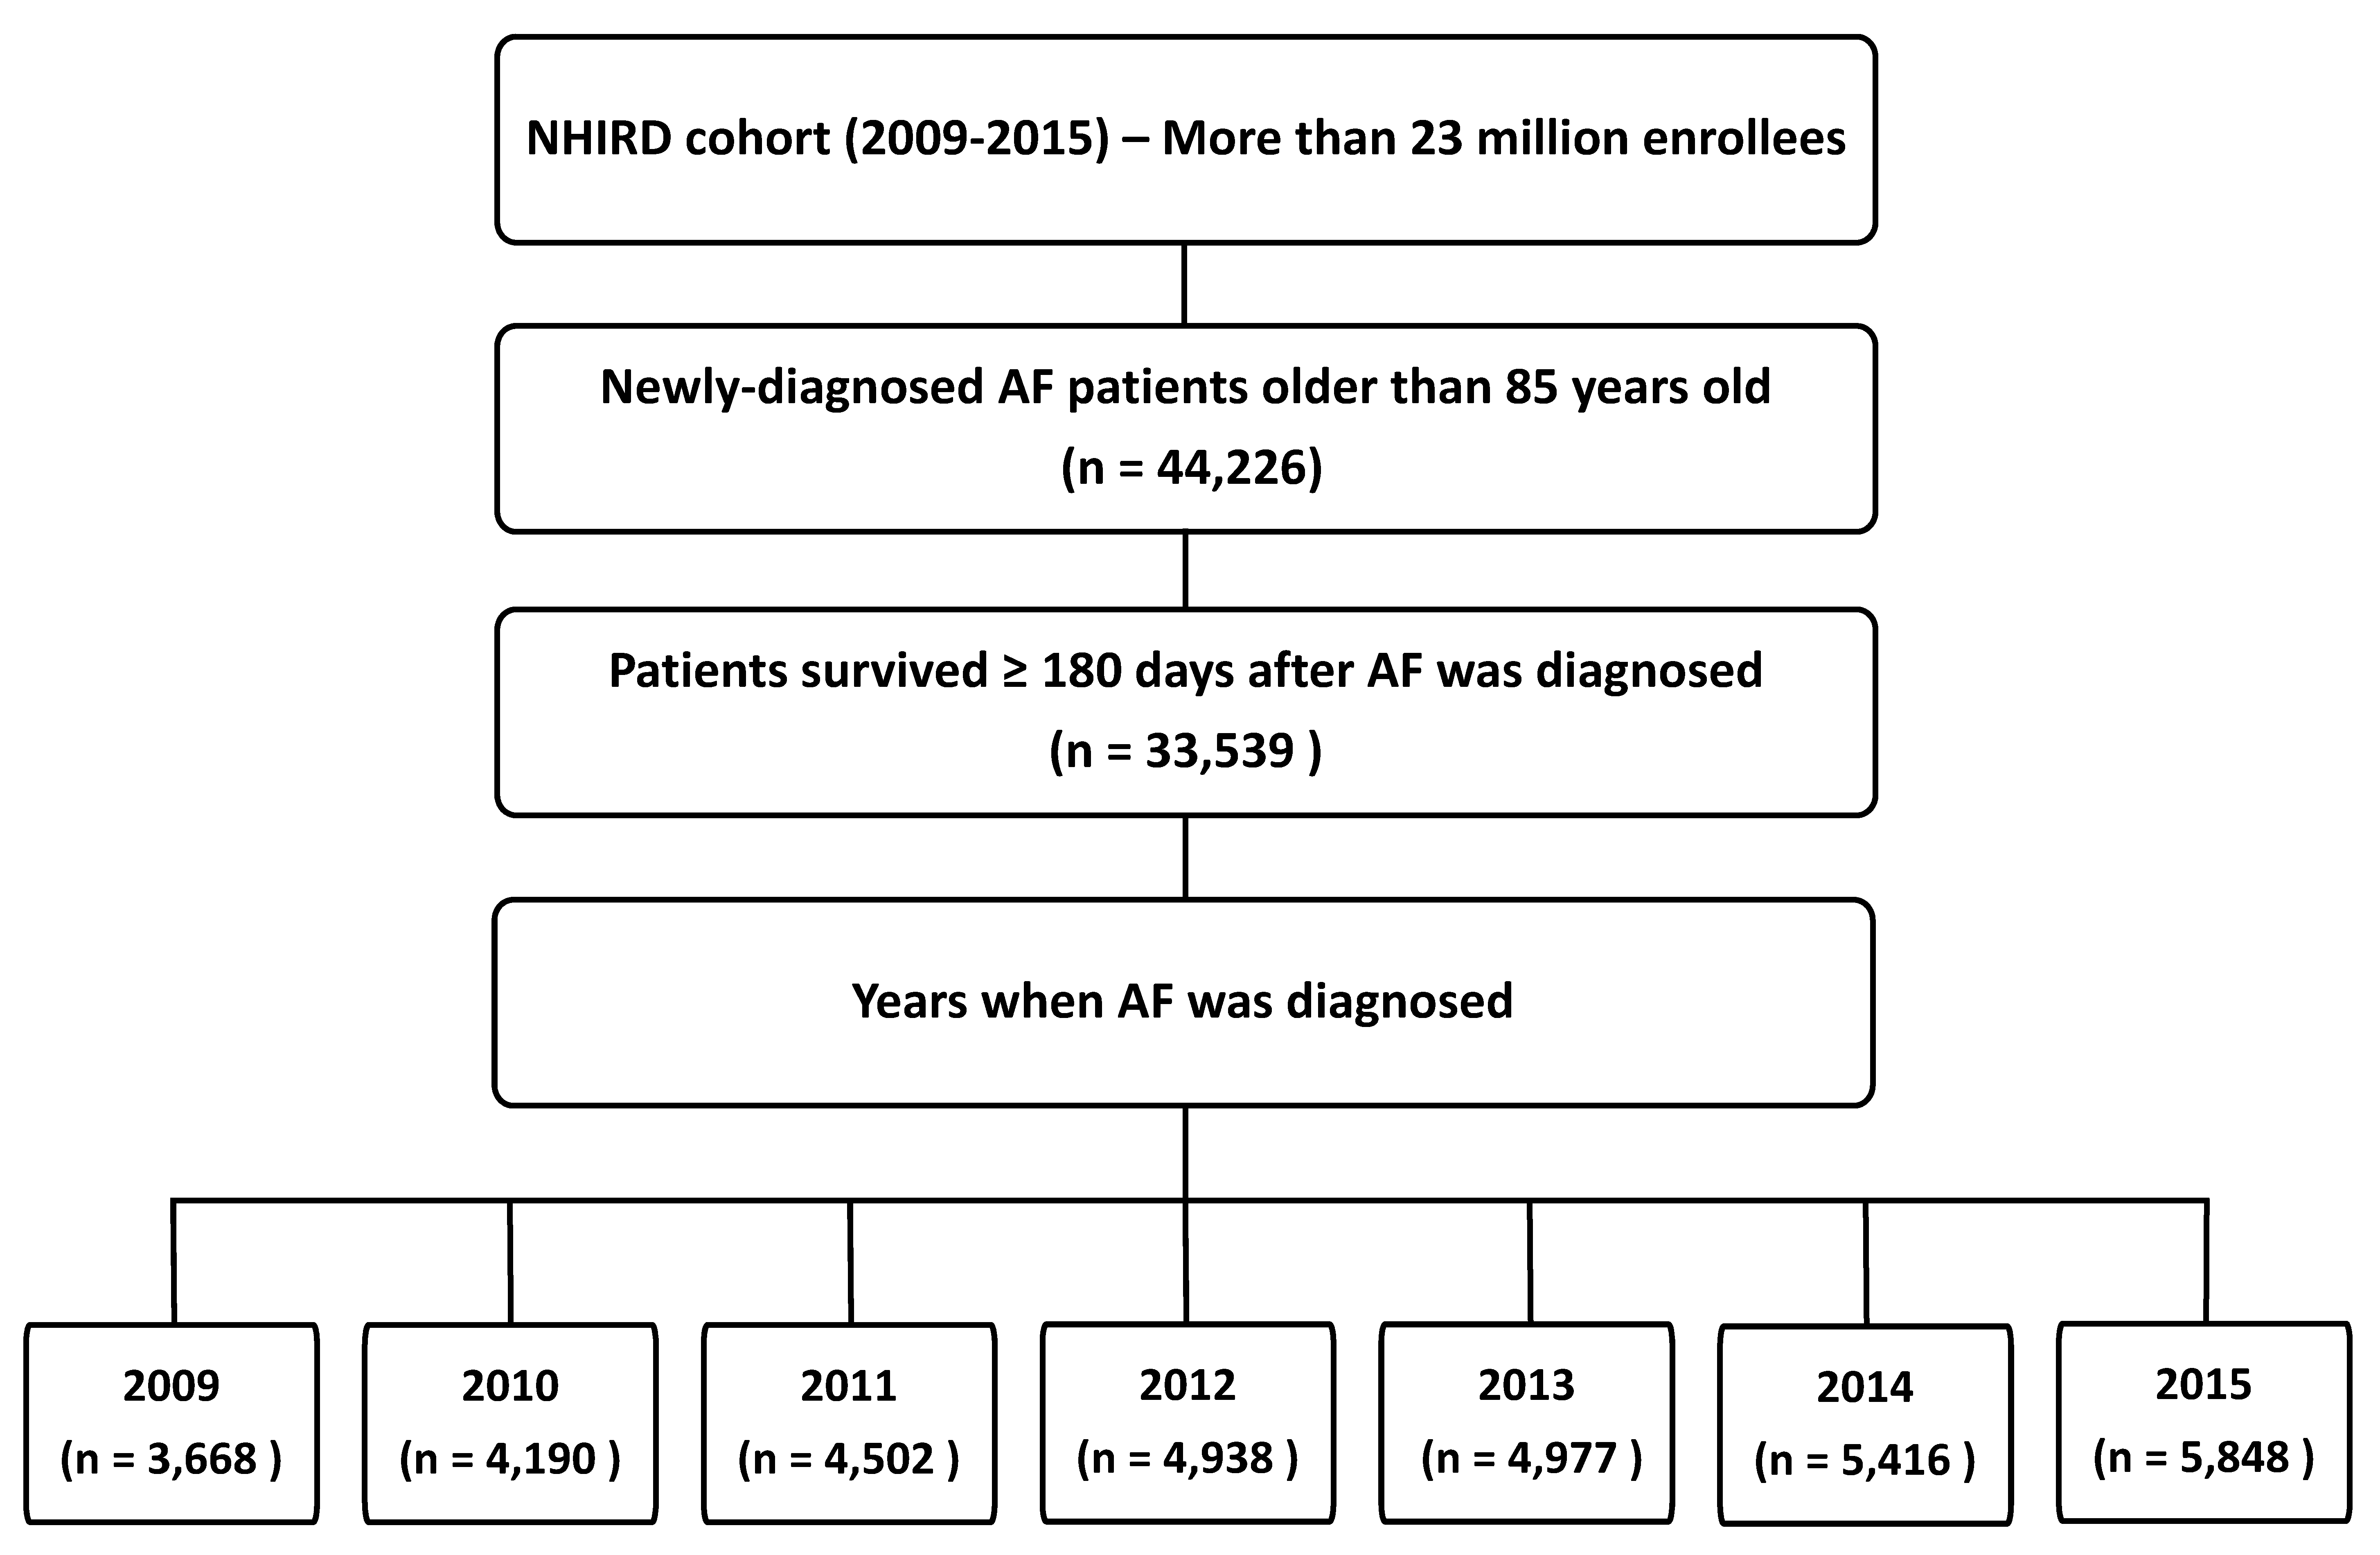 NHIRD cohort (2009-2015) – More than 23 million enrollees
Newly-diagnosed AF patients older than 85 years old
(n = 44,226)
Patients survived ≥ 180 days after AF was diagnosed
(n = 33,539 )
Years when AF was diagnosed
2009
(n = 3,668 )
2010
(n = 4,190 )
2011
(n = 4,502 )
2012
(n = 4,938 )
2013
(n = 4,977 )
2014
(n = 5,416 )
2015
(n = 5,848 )